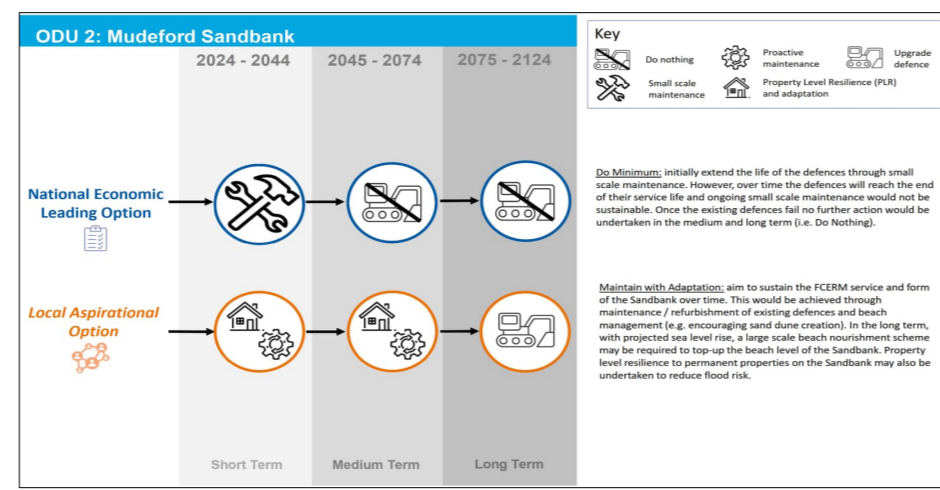 ODU 2: Mudeford Sandbank
2024 - 2044
2045 - 2074
2075 - 2124
Key
Do nothing
Proactive
maintenance
Upgrade
defence
Small scale
maintenance
Property Level Resilience (PLR)
and adaptation
National Economic
Leading Option
Do Minimum: initially extend the life of the defences through small
scale maintenance. However, over time the defences will reach the end
of their service life and ongoing small scale maintenance would not be
sustainable. Once the existing defences fail no further action would be
undertaken in the medium and long term (i.e. Do Nothing).
Local Aspirational
Option
Maintain with Adaptation: aim to sustain the FCERM service and form
of the Sandbank over time. This would be achieved through
maintenance / refurbishment of existing defences and beach
management (e.g. encouraging sand dune creation). In the long term,
with projected sea level rise, a large scale beach nourishment scheme
may be required to top-up the beach level of the Sandbank. Property
level resilience to permanent properties on the Sandbank may also be
undertaken to reduce flood risk.
Short Term
Medium Term
Long Term